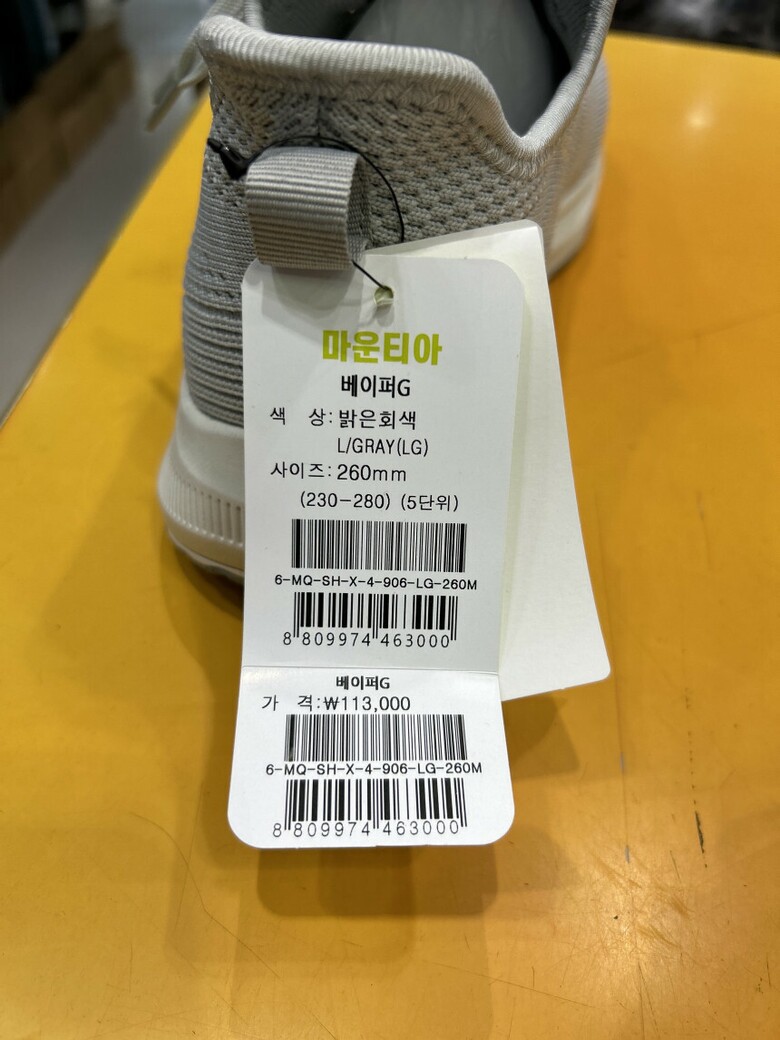 마운티아
베이퍼G
색 상:밝은회색
L/GRAY(LG)
사이즈:260mm
(230-280) (5단위)
6-MQ-SH-X-4-906-LG-260M
8 809974 463000
베이퍼G
가 격:₩113,000
6-MQ-SH-X-4-906-LG-260M
8 809974 463000